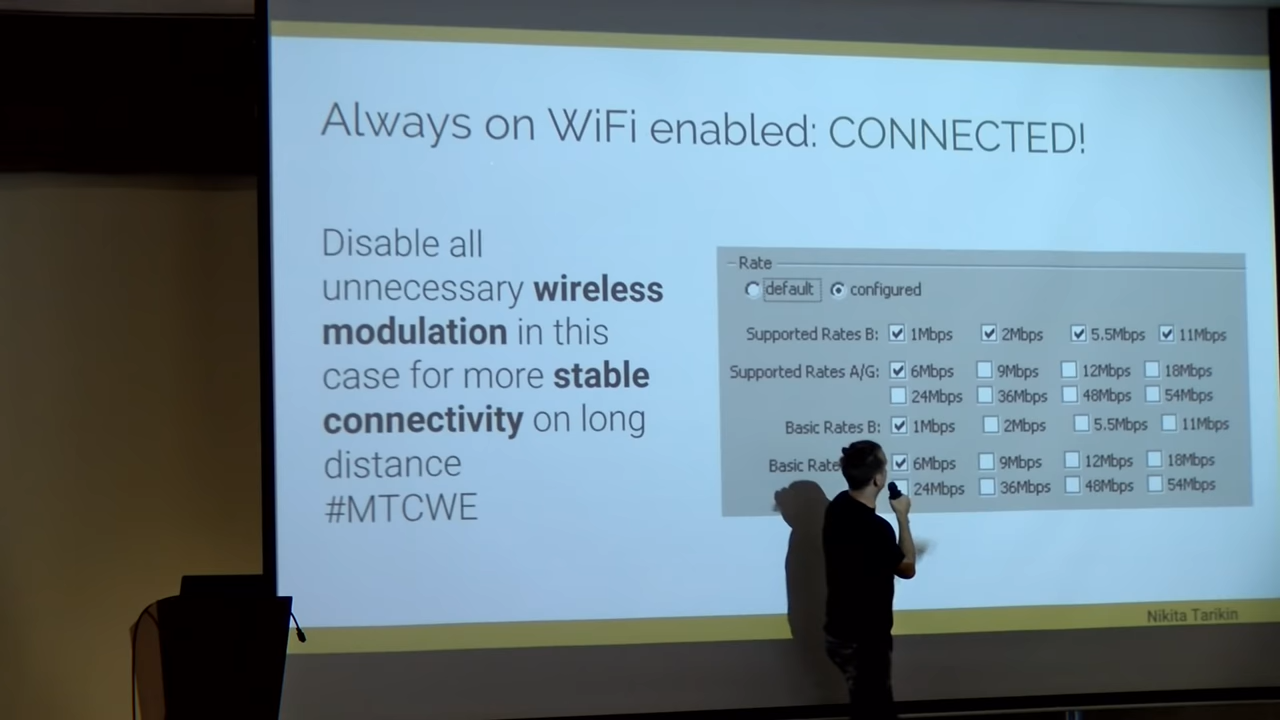 Always on WiFi enabled: CONNECTED!
Disable all
unnecessary wireless
modulation in this
case for more stable
connectivity on long
distance
#MTCWE
Rate
default configured
Supported Rates B: 1Mbps 2Mbps 5.5Mbps 11Mbps
Supported Rates A/G: 6Mbps 9Mbps 12Mbps 18Mbps
24Mbps 36Mbps 48Mbps 54Mbps
Basic Rates B: 1Mbps 2Mbps 5.5Mbps 11Mbps
Basic 6Mbps 9Mbps 12Mbps 18Mbps
24Mbps 36Mbps 48Mbps 54Mbps
Nikita Tarikin